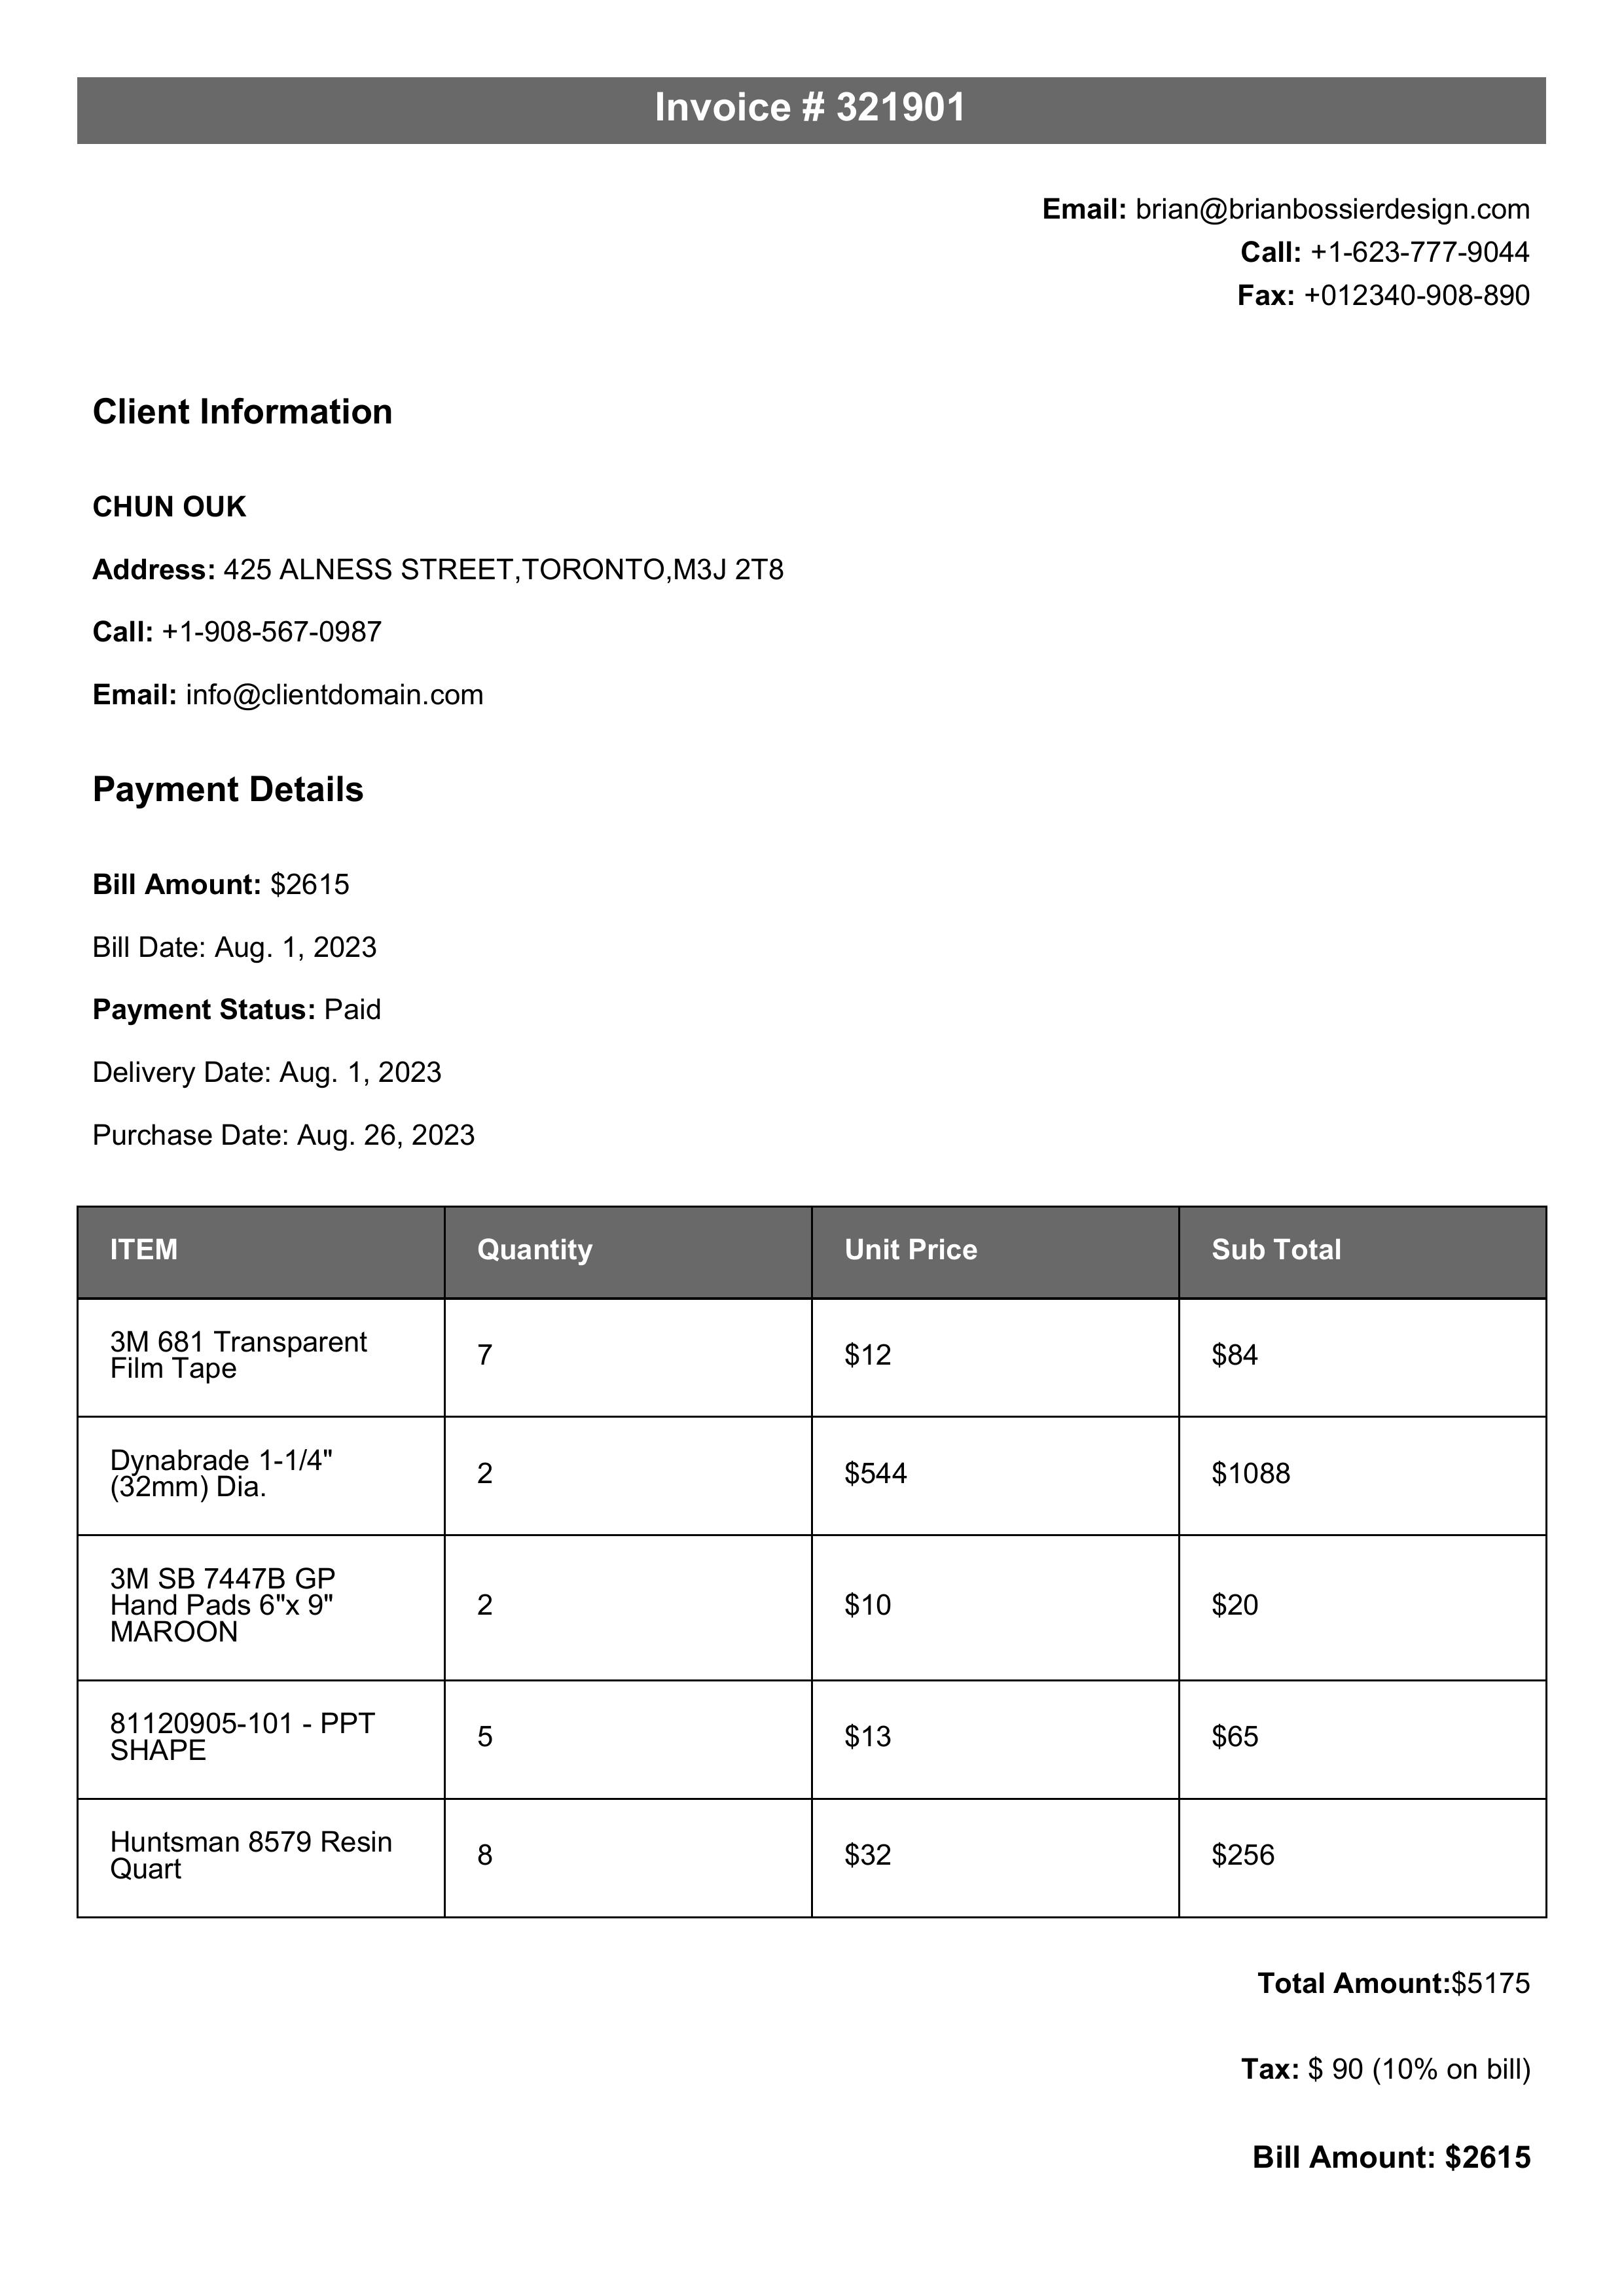 Invoice # 321901
Email: brian@brianbossierdesign.com
Call: +1-623-777-9044
Fax: +012340-908-890
Client Information
CHUN OUK
Address: 425 ALNESS STREET,TORONTO,M3J 2T8
Call: +1-908-567-0987
Email: info@clientdomain.com
Payment Details
Bill Amount: $2615
Bill Date: Aug. 1, 2023
Payment Status: Paid
Delivery Date: Aug. 1, 2023
Purchase Date: Aug. 26, 2023
ITEM Quantity Unit Price Sub Total
3M 681 Transparent
Film Tape
7 $12 $84
Dynabrade 1-1/4"
(32mm) Dia.
2 $544 $1088
3M SB 7447B GP
Hand Pads 6"x 9"
MAROON
2 $10 $20
81120905-101 - PPT
SHAPE
5 $13 $65
Huntsman 8579 Resin
Quart
8 $32 $256
Total Amount:$5175
Tax: $ 90 (10% on bill)
Bill Amount: $2615